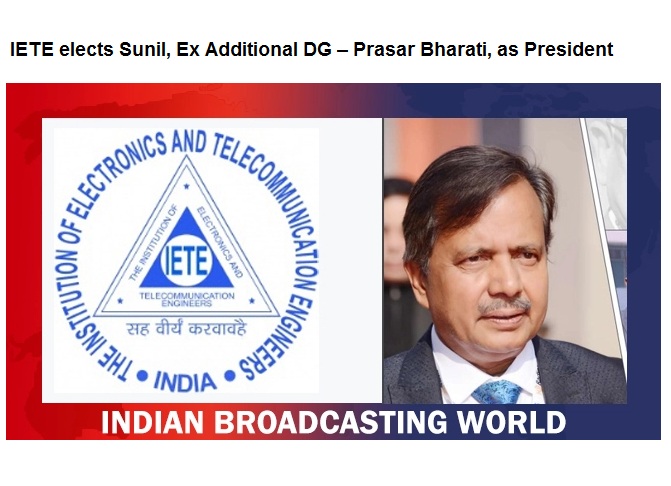 IETE elects Sunil, Ex Additional DG – Prasar Bharati, as President
THE INSTITUTION OF ELECTRONICS AND TELECOMMUNICATION ENGINEERS
• INDIA •
THE INSTITUTION OF
ELECTRONICS AND
IETE
TELECOMMUNICATION
ENGINEERS
सह वीर्यं करवावहै
INDIAN BROADCASTING WORLD